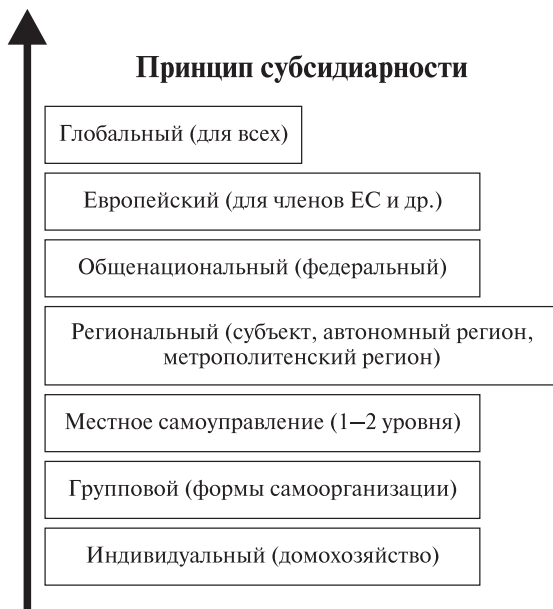 Принцип субсидиарности
Глобальный (для всех)
Европейский (для членов ЕС и др.)
Общенациональный (федеральный)
Региональный (субъект, автономный регион,
метрополитенский регион)
Местное самоуправление (1—2 уровня)
Групповой (формы самоорганизации)
Индивидуальный (домохозяйство)